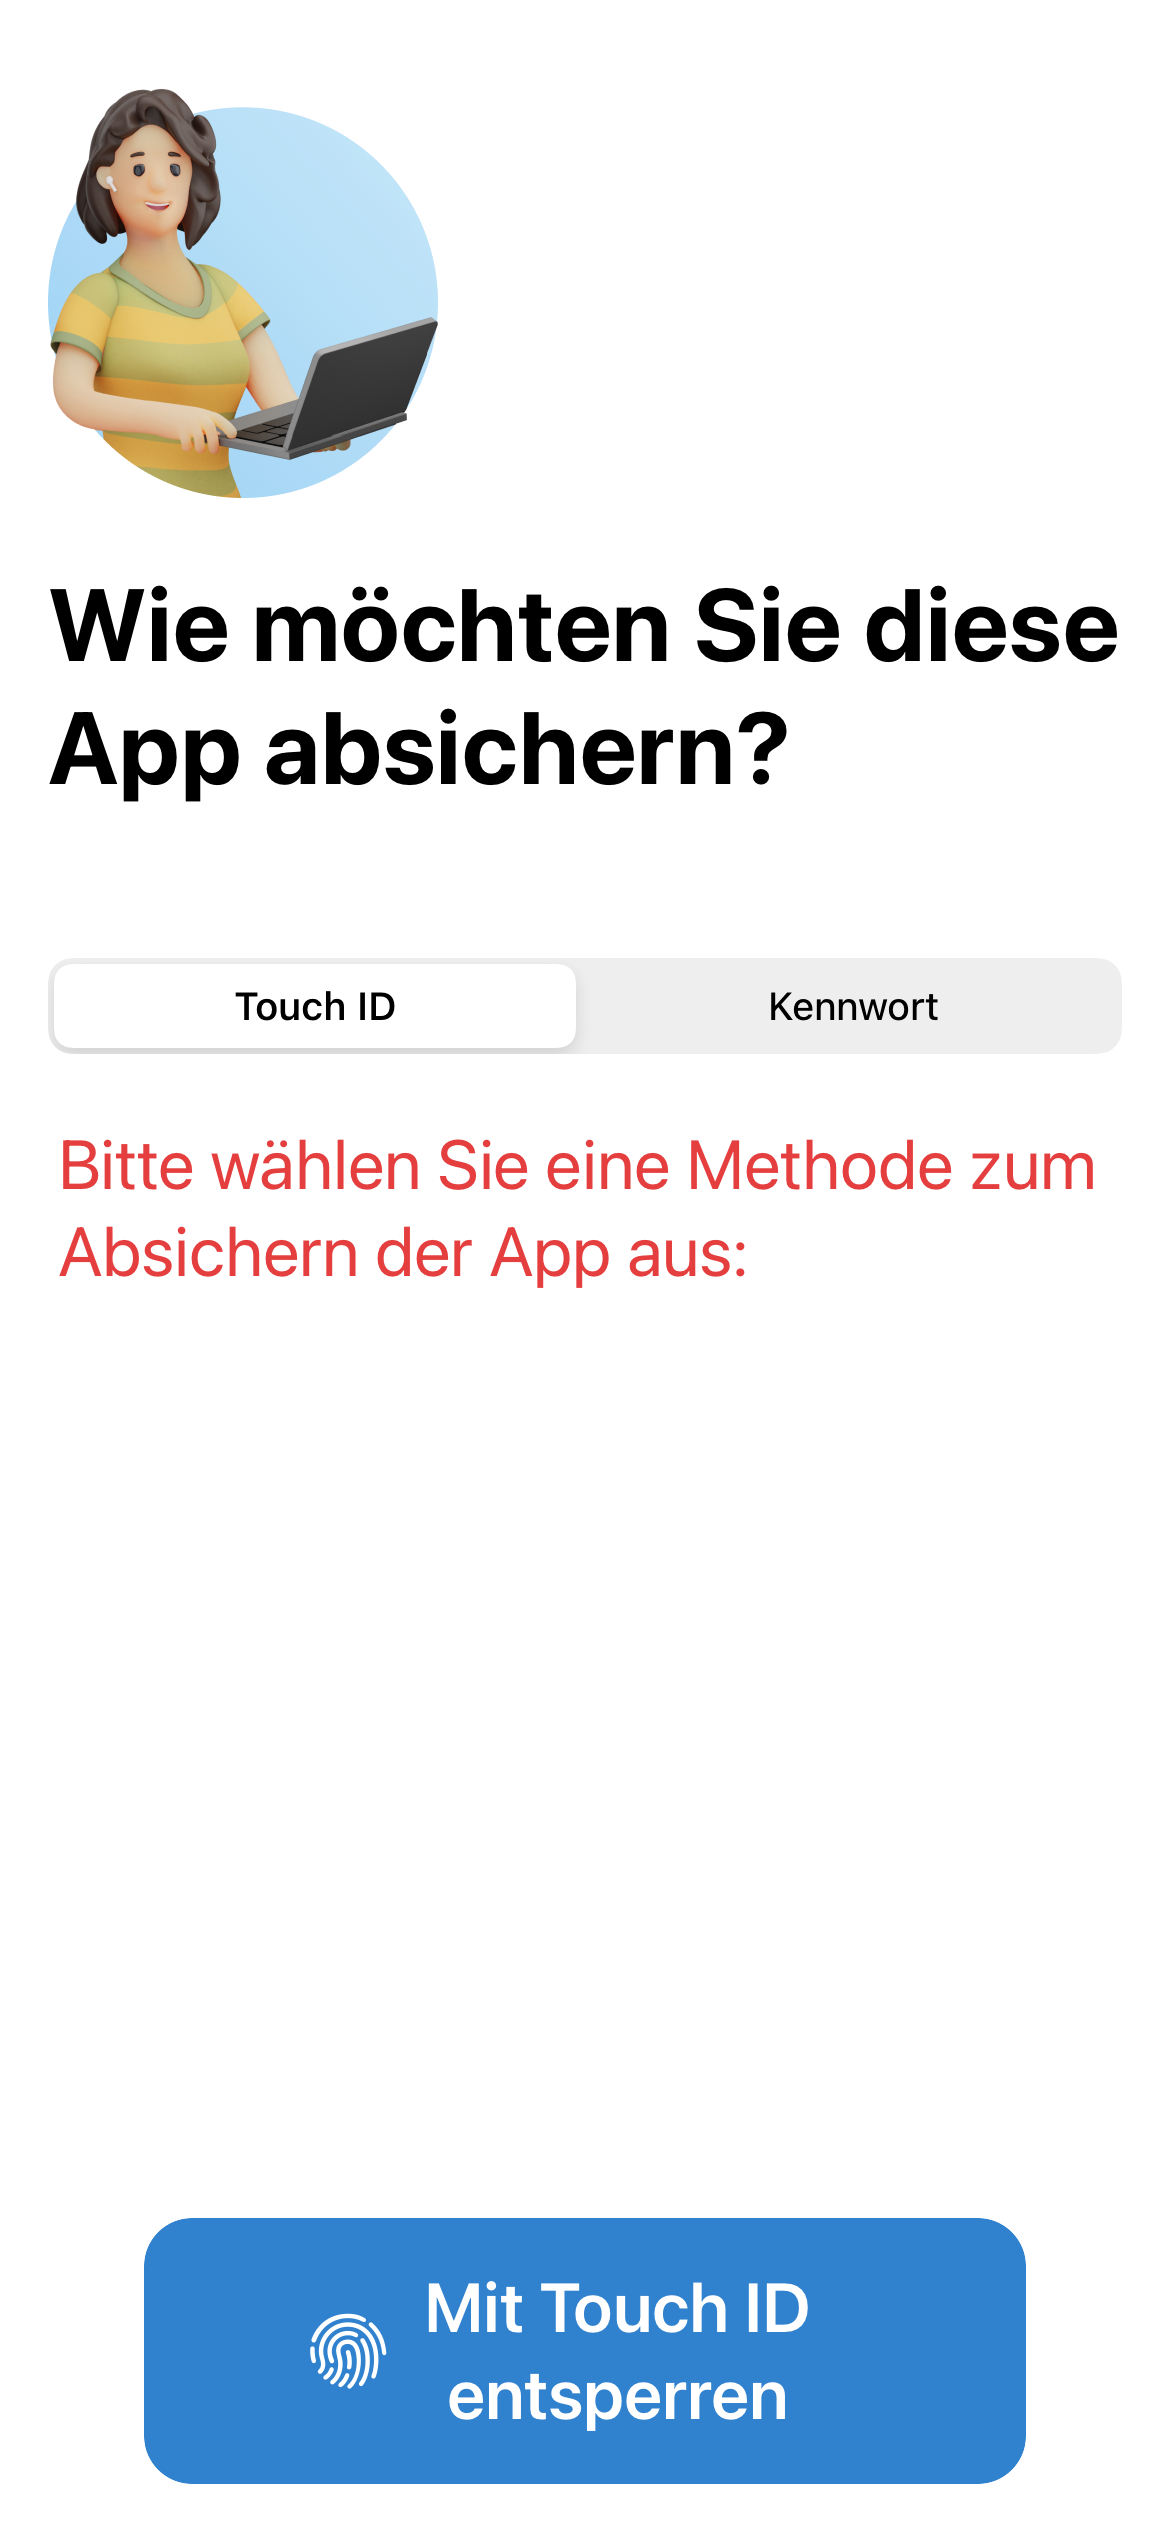 Wie möchten Sie diese
App absichern?
Touch ID
Kennwort
Bitte wählen Sie eine Methode zum
Absichern der App aus:
Mit Touch ID
entsperren